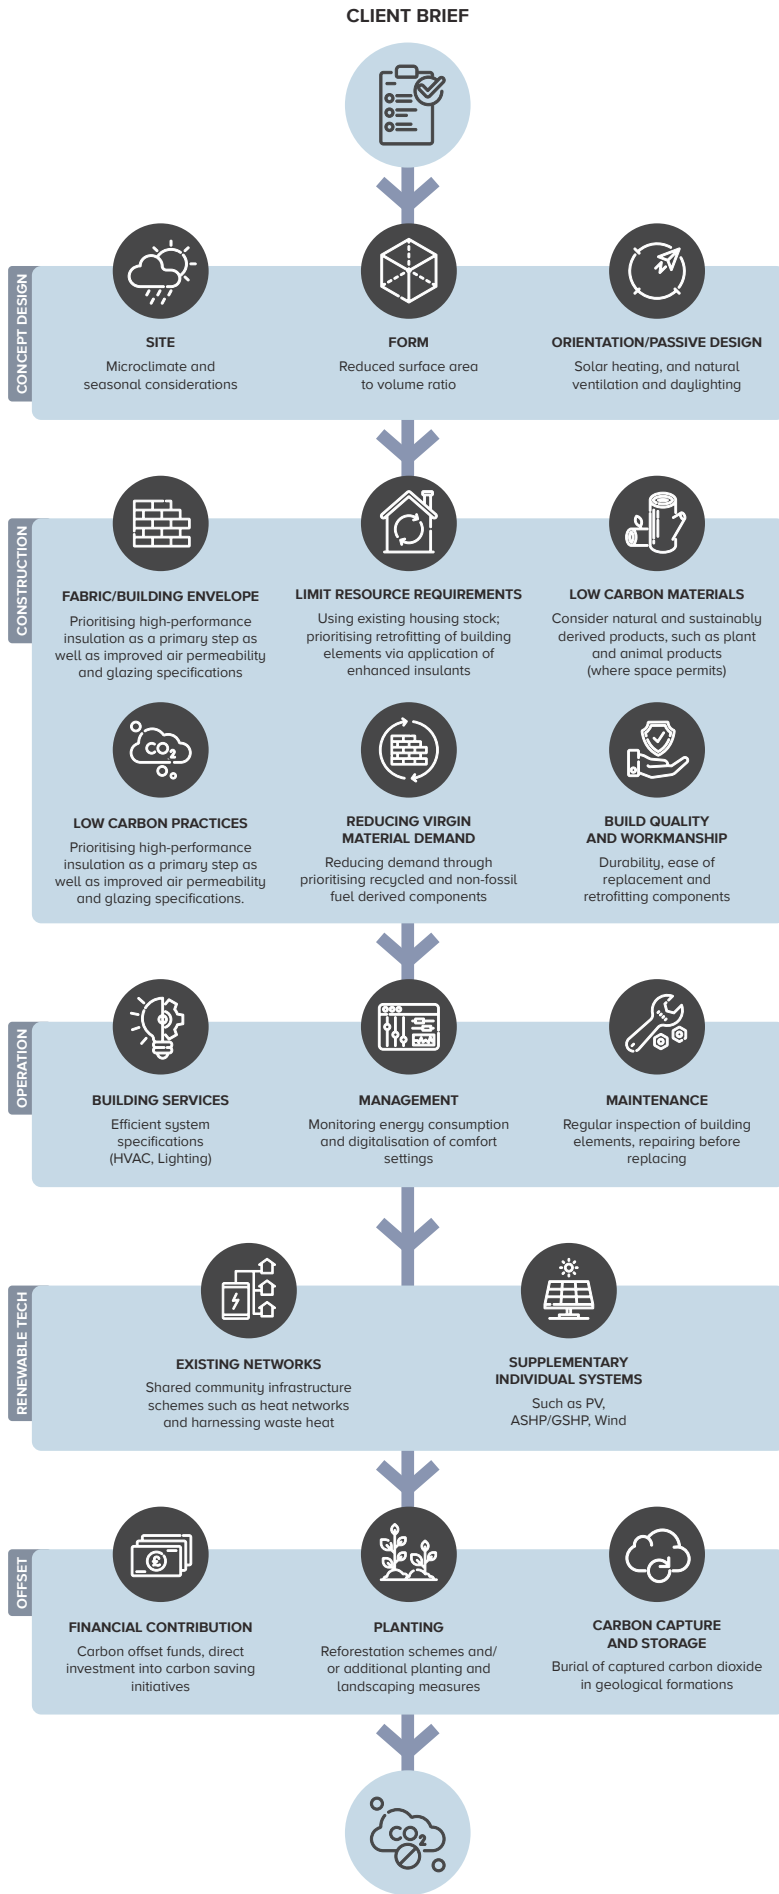 CLIENT BRIEF
CONCEPT DESIGN
N
SITE
Microclimate and
seasonal considerations
FORM
Reduced surface area
to volume ratio
ORIENTATION/PASSIVE DESIGN
Solar heating, and natural
ventilation and daylighting
CONSTRUCTION
FABRIC/BUILDING ENVELOPE
Prioritising high-performance
insulation as a primary step as
well as improved air permeability
and glazing specifications
LIMIT RESOURCE REQUIREMENTS
Using existing housing stock;
prioritising retrofitting of building
elements via application of
enhanced insulants
LOW CARBON MATERIALS
Consider natural and sustainably
derived products, such as plant
and animal products
(where space permits)
CO2
LOW CARBON PRACTICES
Prioritising high-performance
insulation as a primary step as
well as improved air permeability
and glazing specifications.
REDUCING VIRGIN
MATERIAL DEMAND
Reducing demand through
prioritising recycled and non-fossil
fuel derived components
BUILD QUALITY
AND WORKMANSHIP
Durability, ease of
replacement and
retrofitting components
OPERATION
BUILDING SERVICES
Efficient system
specifications
(HVAC, Lighting)
MANAGEMENT
Monitoring energy consumption
and digitalisation of comfort
settings
MAINTENANCE
Regular inspection of building
elements, repairing before
replacing
RENEWABLE TECH
EXISTING NETWORKS
Shared community infrastructure
schemes such as heat networks
and harnessing waste heat
SUPPLEMENTARY
INDIVIDUAL SYSTEMS
Such as PV,
ASHP/GSHP, Wind
OFFSET
£
FINANCIAL CONTRIBUTION
Carbon offset funds, direct
investment into carbon saving
initiatives
PLANTING
Reforestation schemes and/
or additional planting and
landscaping measures
CARBON CAPTURE
AND STORAGE
Burial of captured carbon dioxide
in geological formations
CO2